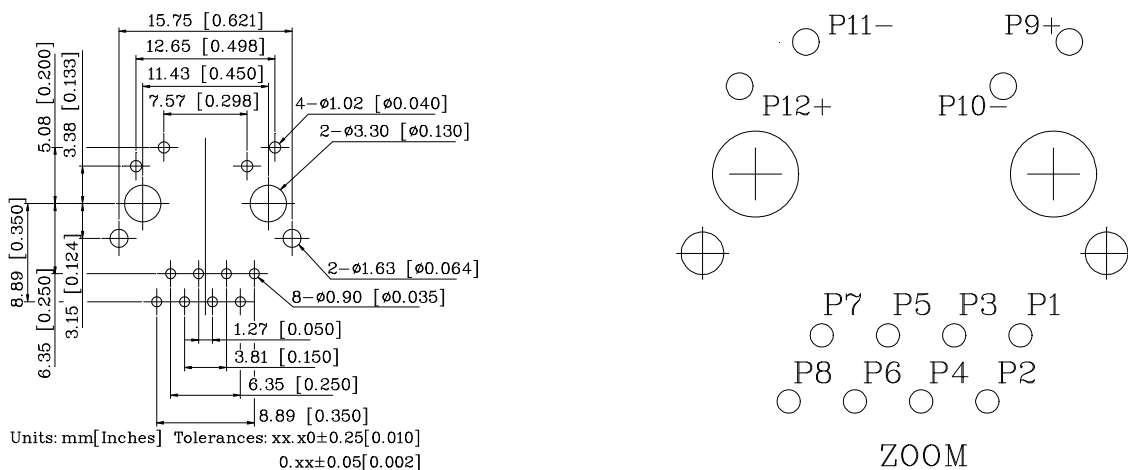 15.75 [0.621]
12.65 [0.498]
11.43 [0.450]
7.57 [0.298]
5.08 [0.200]
3.38 [0.133]
4-ø1.02 [ø0.040]
2-ø3.30 [ø0.130]
8.89 [0.350]
6.35 [0.250]
3.15 [0.124]
2-ø1.63 [ø0.064]
8-ø0.90 [ø0.035]
1.27 [0.050]
3.81 [0.150]
6.35 [0.250]
8.89 [0.350]
Units: mm[Inches] Tolerances: xx.x0±0.25[0.010]
0.xx±0.05[0.002]
P11- P9+
P12+ P10-
P7 P5 P3 P1
P8 P6 P4 P2
ZOOM